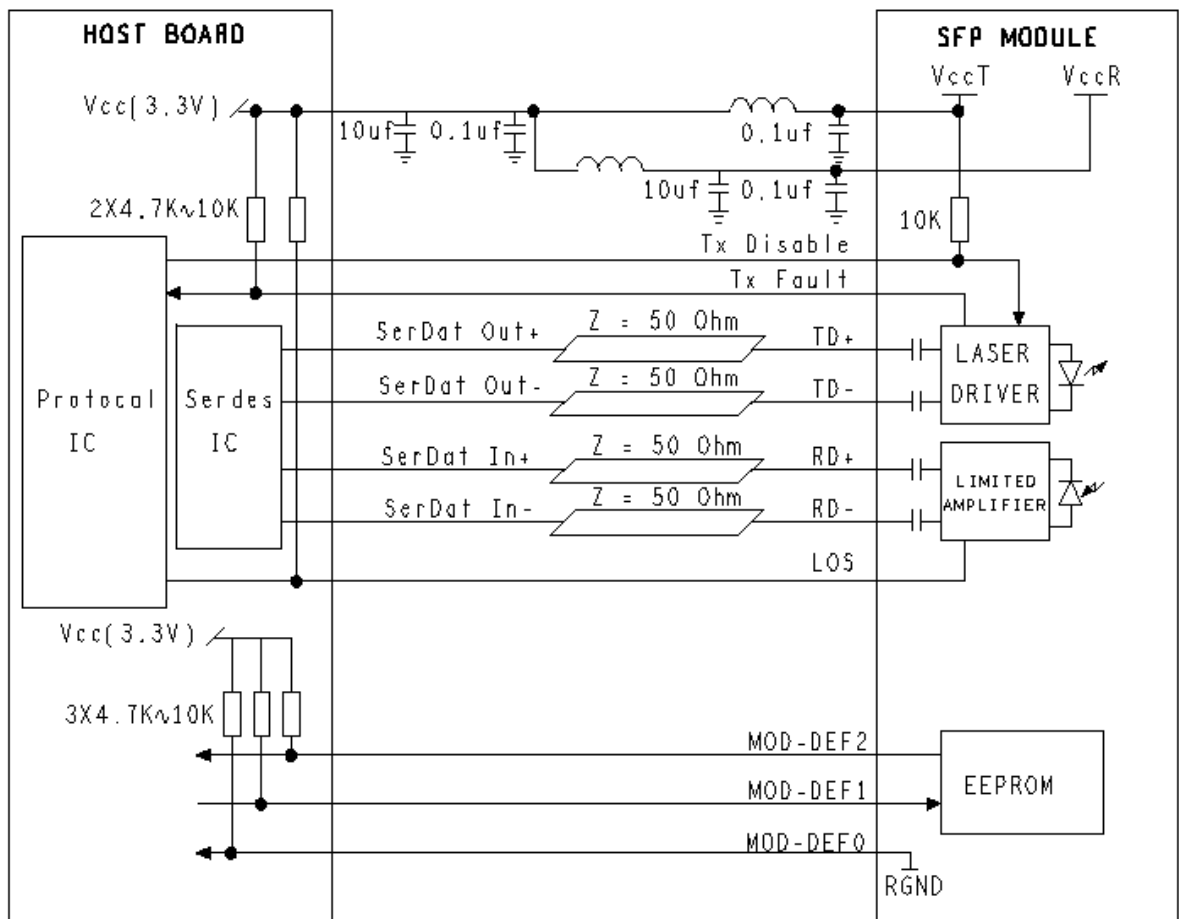 HOST BOARD
SFP MODULE
VccT
VccR
Vcc(3.3V)
10uf
0.1uf
0.1uf
10uf
0.1uf
2X4.7K∿10K
10K
Tx Disable
Tx Fault
Protocal
IC
Serdes
IC
SerDat Out+
Z = 50 Ohm
TD+
SerDat Out-
Z = 50 Ohm
TD-
LASER
DRIVER
SerDat In+
Z = 50 Ohm
RD+
SerDat In-
Z = 50 Ohm
RD-
LIMITED
AMPLIFIER
LOS
Vcc(3.3V)
3X4.7K∿10K
MOD-DEF2
MOD-DEF1
MOD-DEF0
EEPROM
RGND